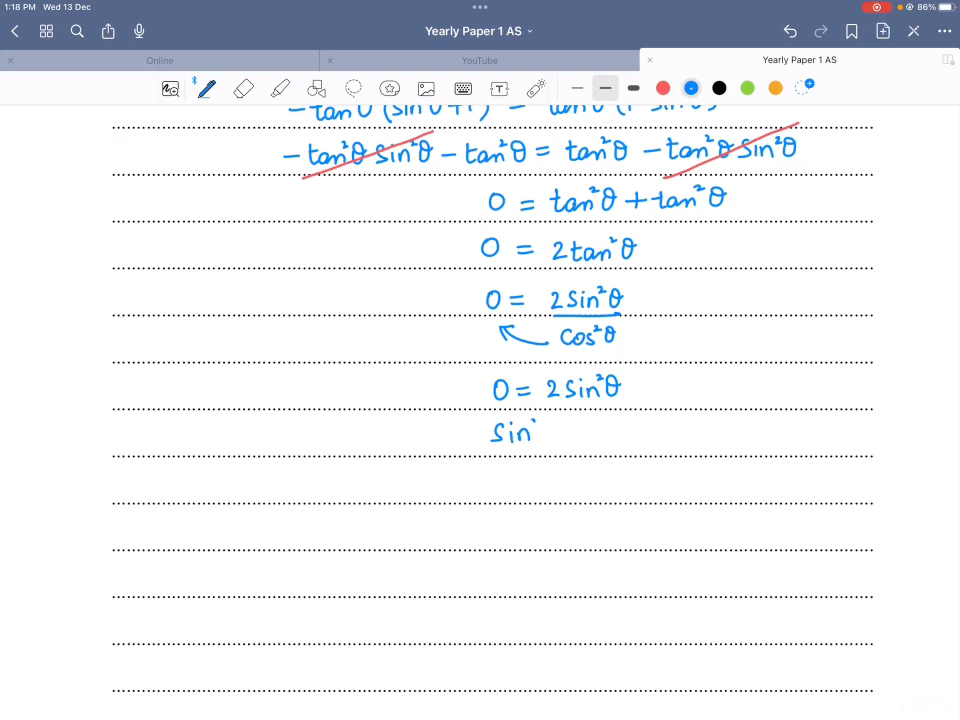 1:18 PM Wed 13 Dec
86%
Yearly Paper 1 AS
Online
YouTube
Yearly Paper 1 AS
- tan²θ sin²θ - tan²θ = tan²θ - tan²θ sin²θ
0 = tan²θ + tan²θ
0 = 2tan²θ
0 = 2sin²θ
cos²θ
0 = 2sin²θ
sin